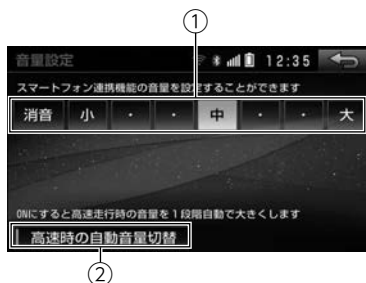 ①
音量設定 12:35
スマートフォン連携機能の音量を設定することができます
消音 小 ・ ・ 中 ・ ・ 大
ONにすると高速走行時の音量を1段階自動で大きくします
高速時の自動音量切替
②